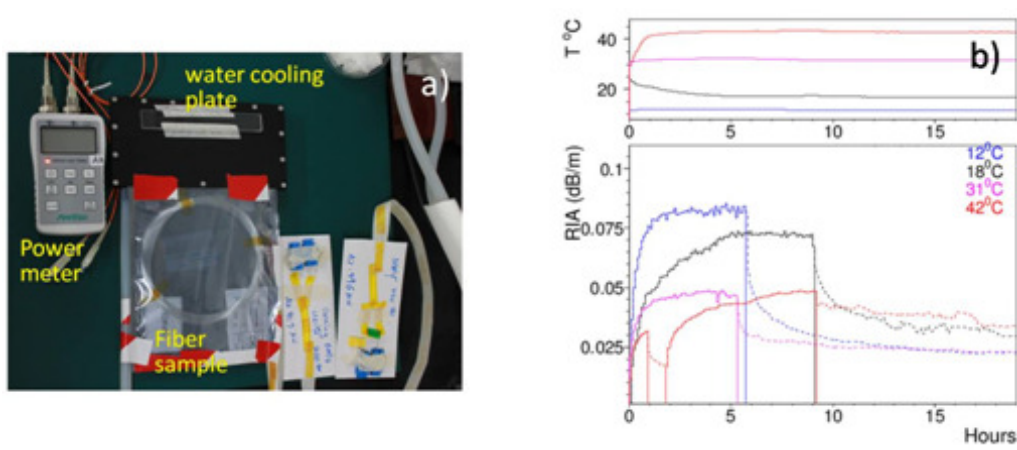 water cooling
plate
a)
Power
meter
Fiber
sample
b)
T °C
40
20
0
5
10
15
12⁰C
18⁰C
31⁰C
42⁰C
RIA (dB/m)
0.1
0.075
0.05
0.025
0
5
10
15
Hours